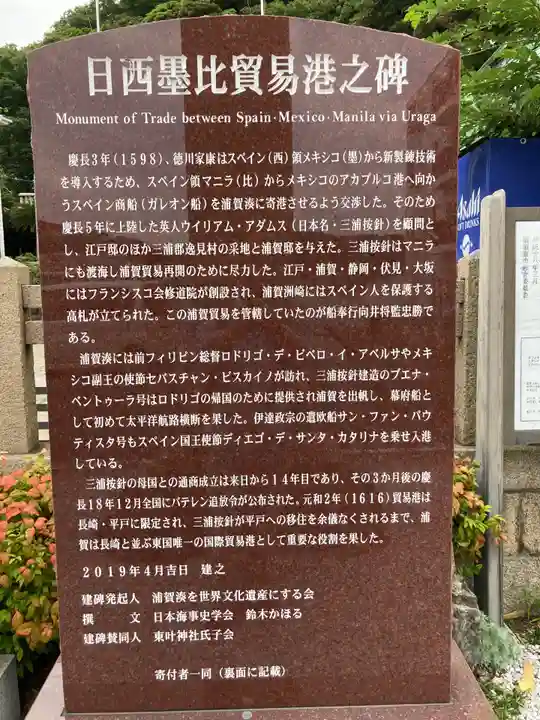 日西墨比貿易港之碑
Monument of Trade between Spain・Mexico・Manila via Uraga
慶長3年(1598)、徳川家康はスペイン(西)領メキシコ(墨)から新製錬技術
を導入するため、スペイン領マニラ(比)からメキシコのアカプルコ港へ向か
うスペイン商船(ガレオン船)を浦賀湊に寄港させるよう交渉した。そのため
慶長5年に上陸した英人ウイリアム・アダムス(日本名・三浦按針)を顧問と
し、江戸邸のほか三浦郡逸見村の采地と浦賀邸を与えた。三浦按針はマニラ
にも渡海し浦賀貿易再開のために尽力した。江戸・浦賀・静岡・伏見・大坂
にはフランシスコ会修道院が創設され、浦賀洲崎にはスペイン人を保護する
高札が立てられた。この浦賀貿易を管轄していたのが船奉行向井将監忠勝で
ある。
浦賀湊には前フィリピン総督ロドリゴ・デ・ビベロ・イ・アベルサやメキ
シコ副王の使節セバスチャン・ビスカイノが訪れ、三浦按針建造のブエナ・
ベントゥーラ号はロドリゴの帰国のために提供され浦賀を出帆し、幕府船と
して初めて太平洋航路横断を果した。伊達政宗の遣欧船サン・ファン・バウ
ティスタ号もスペイン国王使節ディエゴ・デ・サンタ・カタリナを乗せ入港
している。
三浦按針の母国との通商成立は来日から14年目であり、その3か月後の慶
長18年12月全国にバテレン追放令が公布された。元和2年(1616)貿易港は
長崎・平戸に限定され、三浦按針が平戸への移住を余儀なくされるまで、浦
賀は長崎と並ぶ東国唯一の国際貿易港として重要な役割を果した。
2019年4月吉日 建之
建碑発起人 浦賀湊を世界文化遺産にする会
撰 文 日本海事史学会 鈴木かほる
建碑賛同人 東叶神社氏子会
寄付者一同(裏面に記載)
Asahi